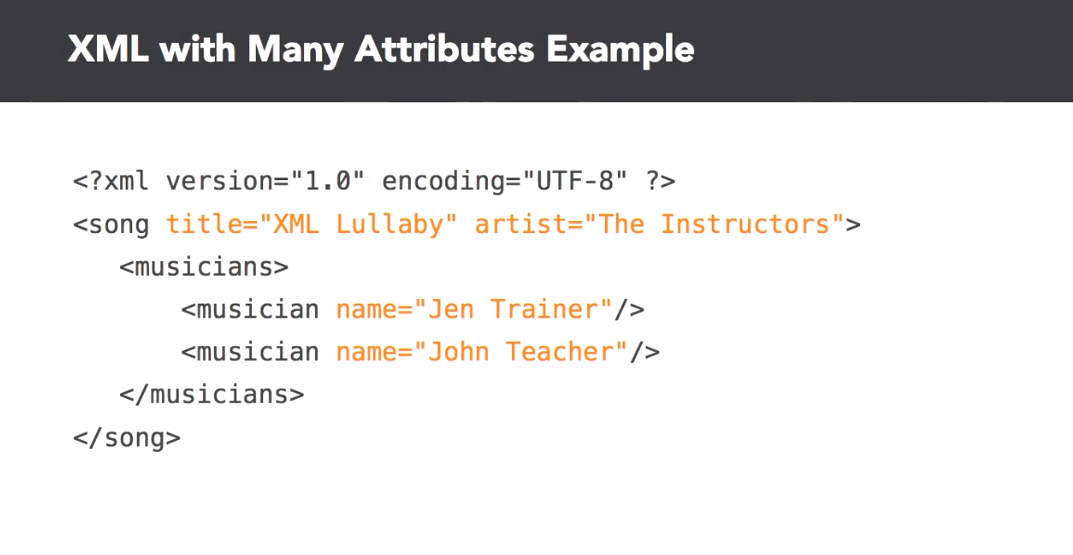 XML with Many Attributes Example
<?xml version="1.0" encoding="UTF-8" ?>
<song title="XML Lullaby" artist="The Instructors">
<musicians>
<musician name="Jen Trainer"/>
<musician name="John Teacher"/>
</musicians>
</song>